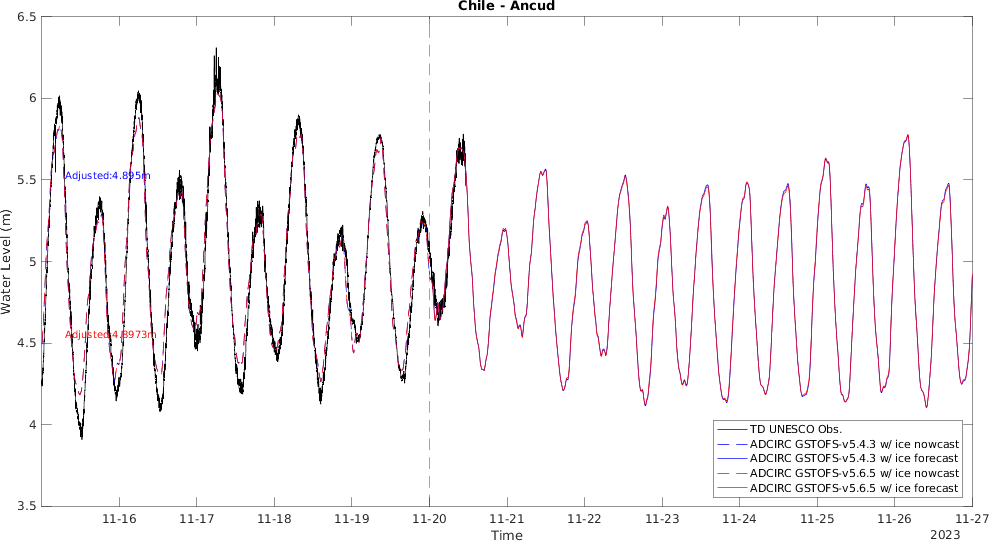 Chile - Ancud
6.5
6
5.5
5
4.5
4
3.5
Water Level (m)
Adjusted:4.895m
Adjusted:4.8973m
TD UNESCO Obs.
ADCIRC GSTOFS-v5.4.3 w/ ice nowcast
ADCIRC GSTOFS-v5.4.3 w/ ice forecast
ADCIRC GSTOFS-v5.6.5 w/ ice nowcast
ADCIRC GSTOFS-v5.6.5 w/ ice forecast
11-16 11-17 11-18 11-19 11-20 11-21 11-22 11-23 11-24 11-25 11-26 11-27
Time
2023